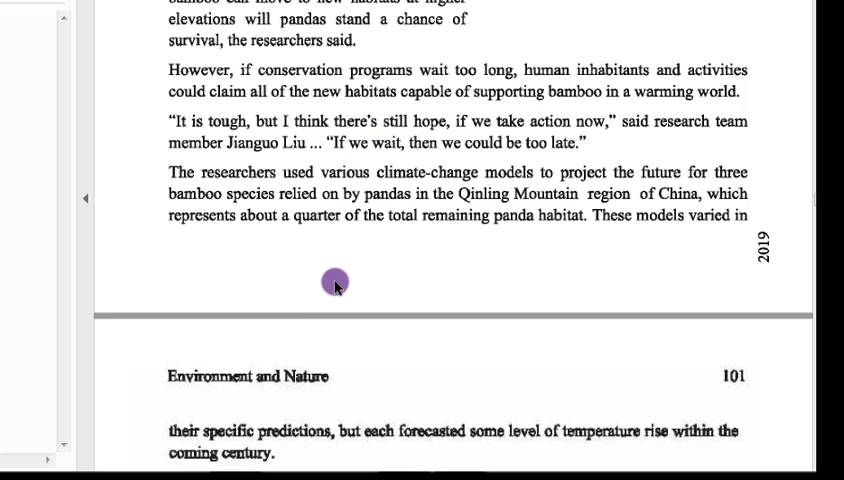 elevations will pandas stand a chance of
survival, the researchers said.
However, if conservation programs wait too long, human inhabitants and activities
could claim all of the new habitats capable of supporting bamboo in a warming world.
“It is tough, but I think there’s still hope, if we take action now,” said research team
member Jianguo Liu ... “If we wait, then we could be too late.”
The researchers used various climate-change models to project the future for three
bamboo species relied on by pandas in the Qinling Mountain region of China, which
represents about a quarter of the total remaining panda habitat. These models varied in
2019
Environment and Nature 101
their specific predictions, but each forecasted some level of temperature rise within the
coming century.